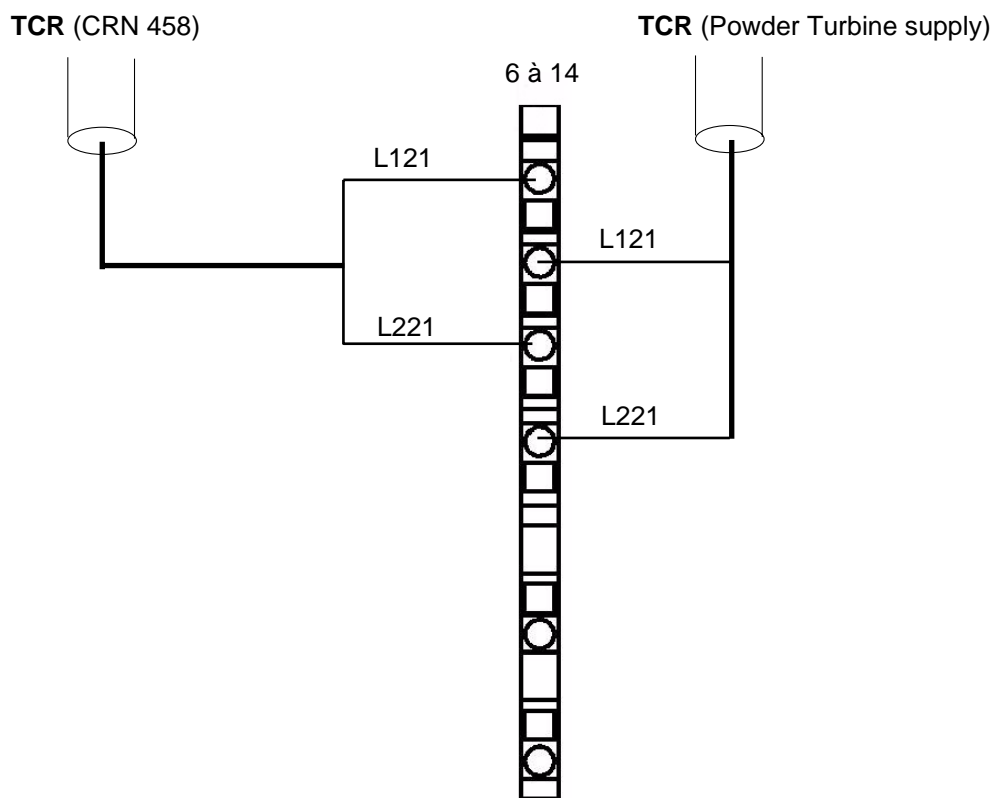 TCR (CRN 458)
TCR (Powder Turbine supply)
6 à 14
L121
L121
L221
L221